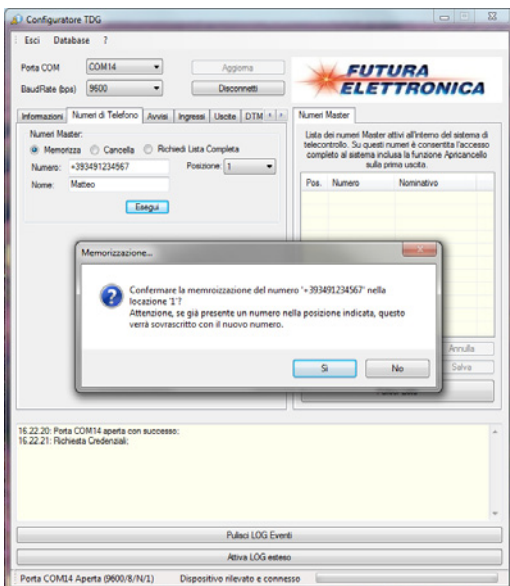 Configuratore TDG
Esci Database ?
Porta COM COM14 Aggiorna
BaudRate (bps) 9600 Disconnetti
FUTURA
ELETTRONICA
Informazioni Numeri di Telefono Avvisi Ingressi Uscite DTM
Numeri Master:
Memorizza Cancella Richiedi Lista Completa
Numero: +393491234567 Posizione: 1
Nome: Matteo
Esegui
Numeri Master
Lista dei numeri Master attivi all'interno del sistema di
telecontrollo. Su questi numeri è consentita l'accesso
completo al sistema inclusa la funzione Apricancello
sulla prima uscita.
Pos. Numero Nominativo
Memorizzazione...
Confermare la memroizzazione del numero '+393491234567' nella
locazione '1'?
Attenzione, se già presente un numero nella posizione indicata, questo
verrà sovrascritto con il nuovo numero.
Sì No
Annulla
Salva
16.22.20: Porta COM14 aperta con successo;
16.22.21: Richiesta Credenziali;
Pulisci LOG Eventi
Attiva LOG esteso
Porta COM14 Aperta (9600/8/N/1) Dispositivo rilevato e connesso